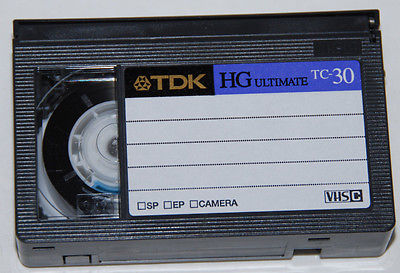 TDK HG ULTIMATE TC-30
□SP □EP □CAMERA
VHSC